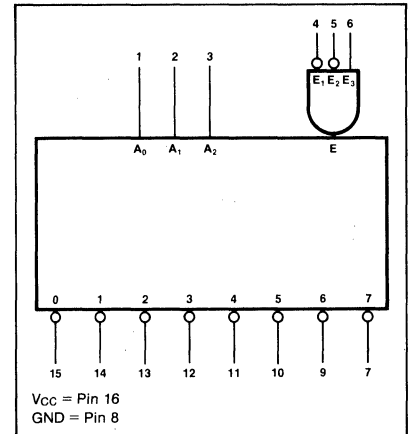 4 5 6
1 2 3
E₁ E₂ E₃
A₀ A₁ A₂ E
0 1 2 3 4 5 6 7
15 14 13 12 11 10 9 7
VCC = Pin 16
GND = Pin 8